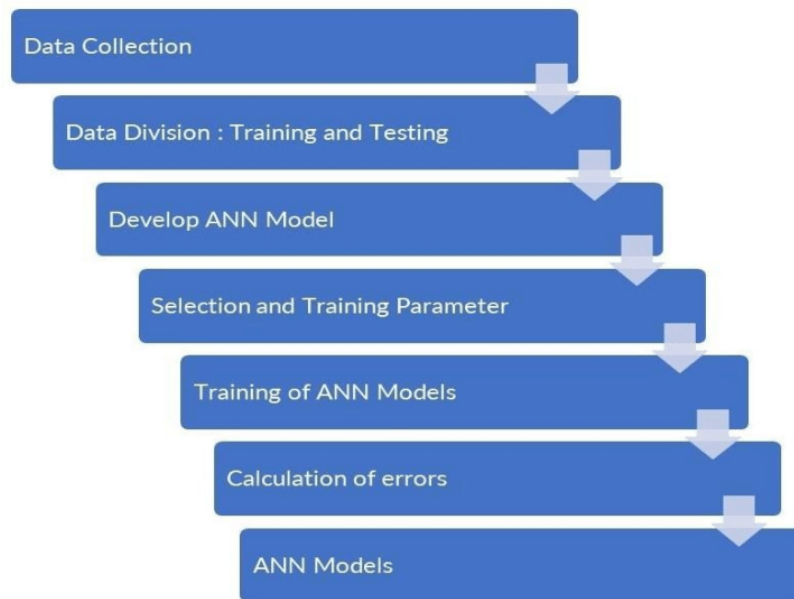 Data Collection
Data Division : Training and Testing
Develop ANN Model
Selection and Training Parameter
Training of ANN Models
Calculation of errors
ANN Models